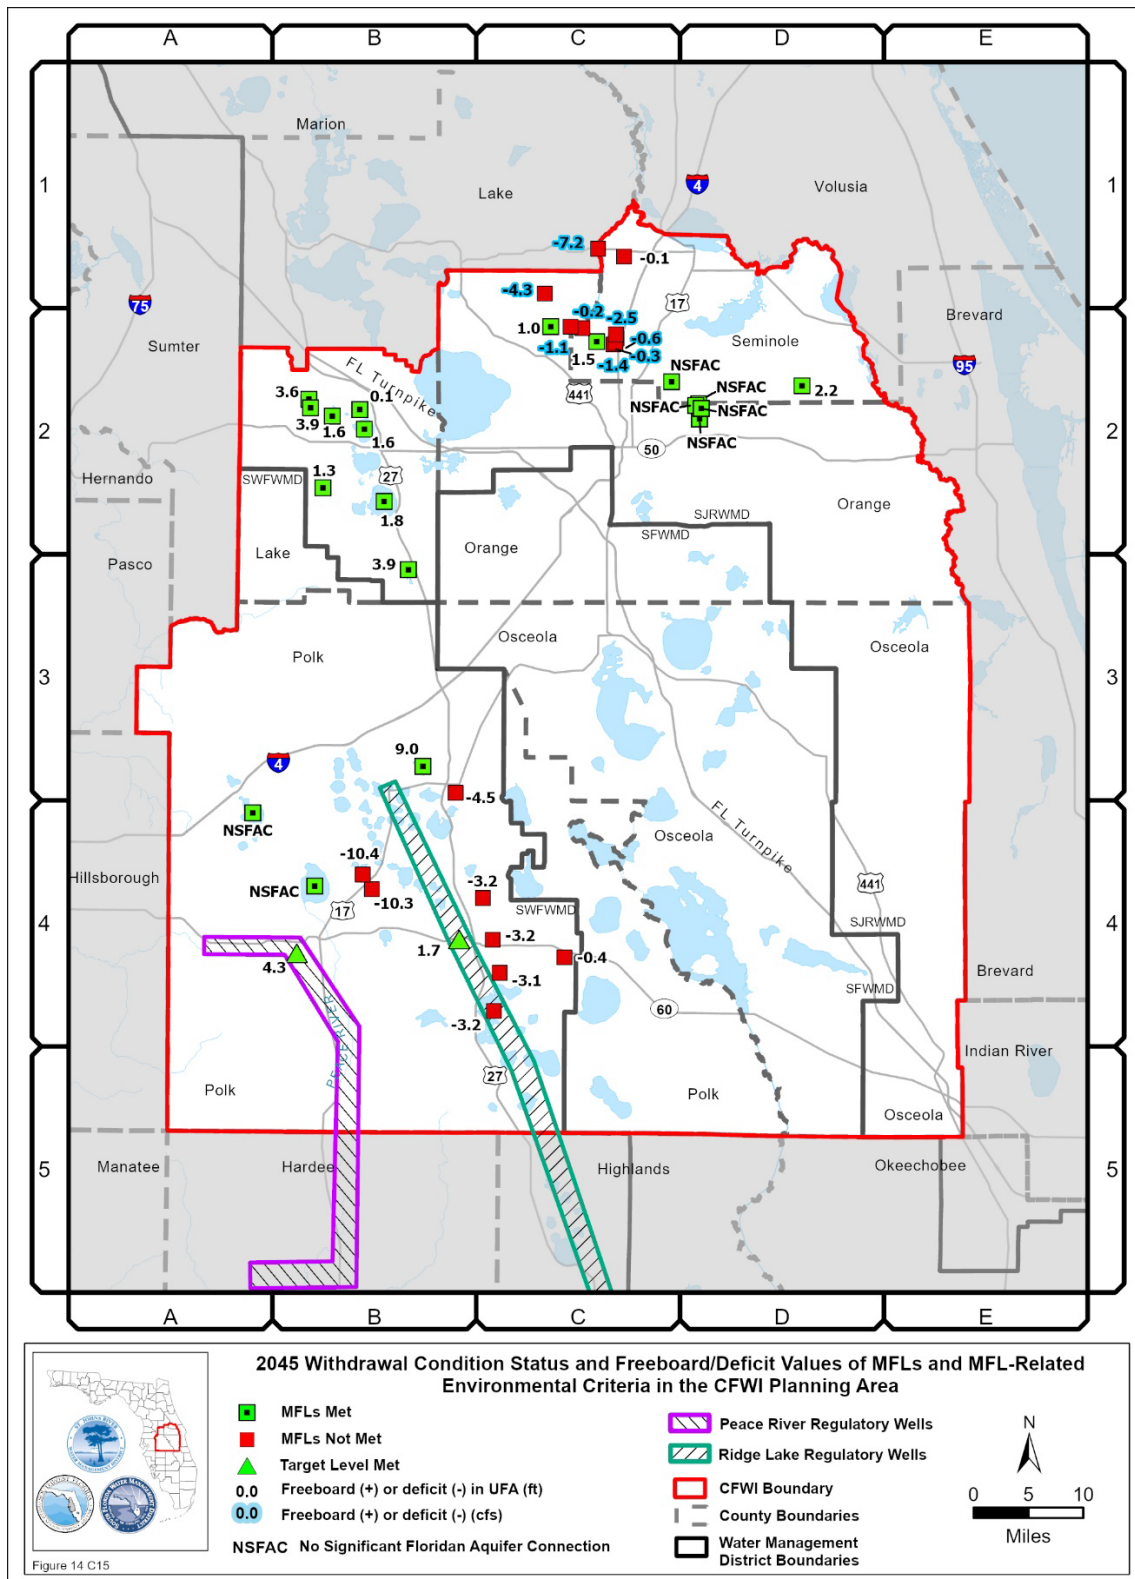 A B C D E
Marion
1
Lake
4
Volusia
1
-7.2
-0.1
-4.3
75
17
Brevard
-0.2
-2.5
1.0
Sumter
-1.1
-0.6
Seminole
1.5
-0.3
-1.4
95
FL Turnpike
NSFAC
441
3.6
0.1
NSFAC
2.2
NSFAC
NSFAC
3.9
1.6
2
1.6
NSFAC
2
50
1.3
27
Hernando
SWFWMD
1.8
Orange
SJRWMD
SFWMD
Lake
Orange
Pasco
3.9
Osceola
Osceola
Polk
3
3
9.0
4
-4.5
FL Turnpike
NSFAC
Osceola
-10.4
Hillsborough
NSFAC
-10.3
-3.2
441
17
SWFWMD
SJRWMD
4
-3.2
4
1.7
-0.4
4.3
-3.1
Brevard
SFWMD
PEACE RIVER
-3.2
60
Indian River
27
Polk
Polk
Osceola
Manatee
Hardee
Highlands
Okeechobee
5
5
A B C D E
2045 Withdrawal Condition Status and Freeboard/Deficit Values of MFLs and MFL-Related
Environmental Criteria in the CFWI Planning Area
MFLs Met
MFLs Not Met
Target Level Met
0.0 Freeboard (+) or deficit (-) in UFA (ft)
0.0 Freeboard (+) or deficit (-) (cfs)
NSFAC No Significant Floridan Aquifer Connection
Peace River Regulatory Wells
Ridge Lake Regulatory Wells
CFWI Boundary
County Boundaries
Water Management
District Boundaries
N
0 5 10
Miles
Figure 14 C15